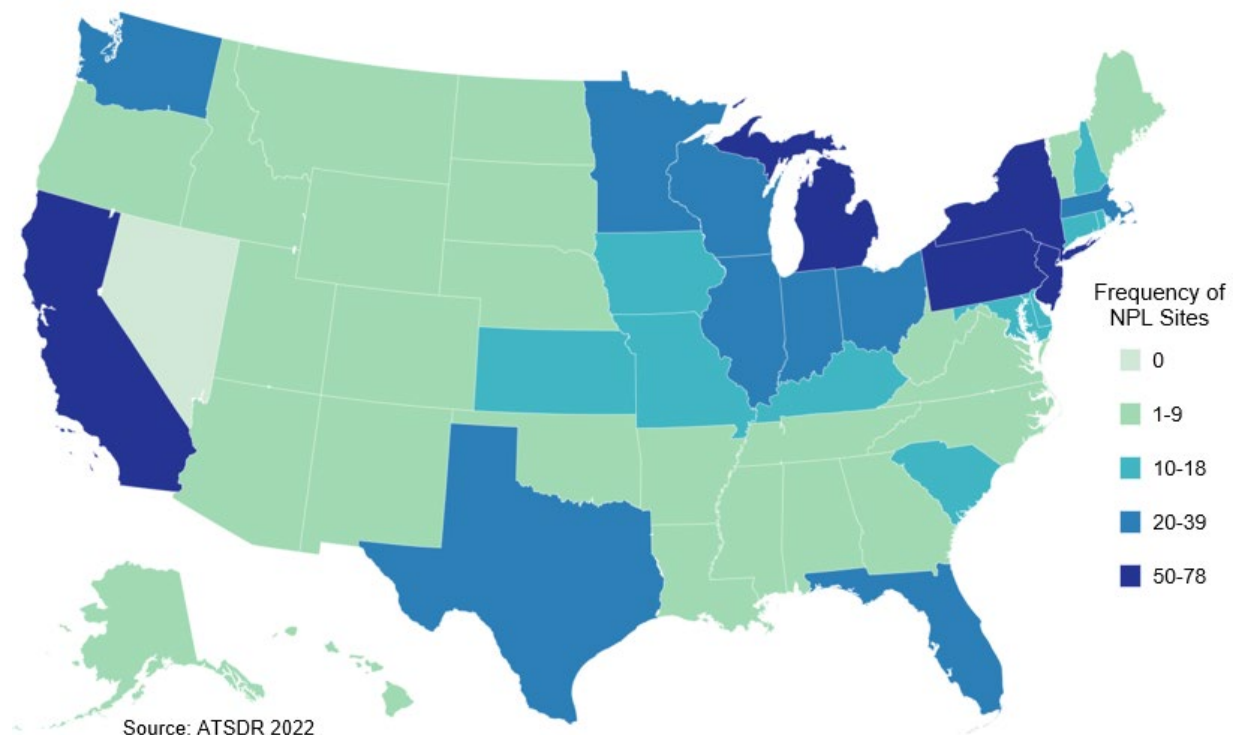 Frequency of
NPL Sites
0
1-9
10-18
20-39
50-78
Source: ATSDR 2022